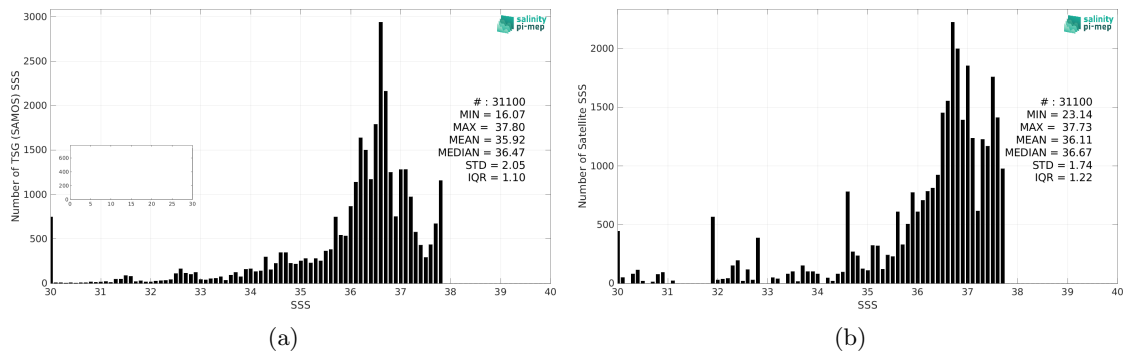 salinity
pi-mep
3000
2500
2000
1500
1000
500
0
Number of TSG (SAMOS) SSS
# : 31100
MIN = 16.07
MAX = 37.80
MEAN = 35.92
MEDIAN = 36.47
STD = 2.05
IQR = 1.10
600
400
200
0
0 5 10 15 20 25 30
30 31 32 33 34 35 36 37 38 39 40
SSS
(a)
salinity
pi-mep
2000
1500
1000
500
0
Number of Satellite SSS
# : 31100
MIN = 23.14
MAX = 37.73
MEAN = 36.11
MEDIAN = 36.67
STD = 1.74
IQR = 1.22
30 31 32 33 34 35 36 37 38 39 40
SSS
(b)